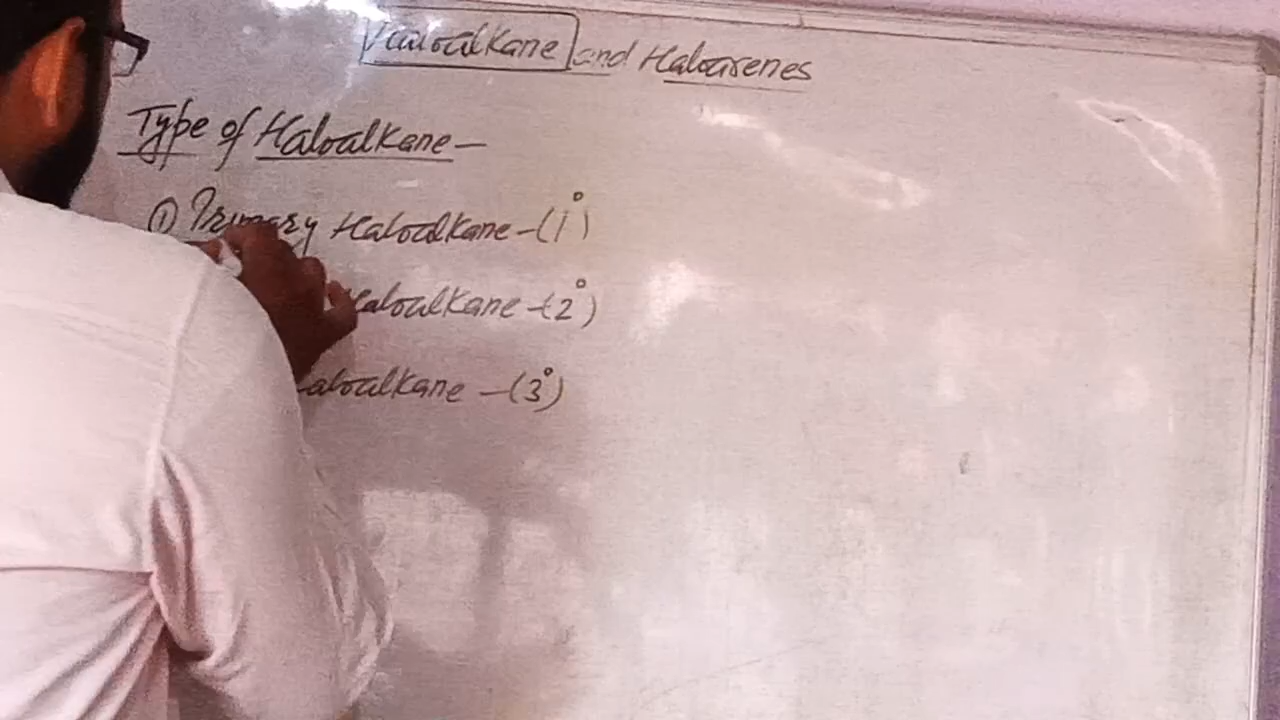 Haloalkane and Haloarenes
Type of Haloalkane-
① Primary Haloalkane-(1°)
Haloalkane-(2°)
Haloalkane-(3°)